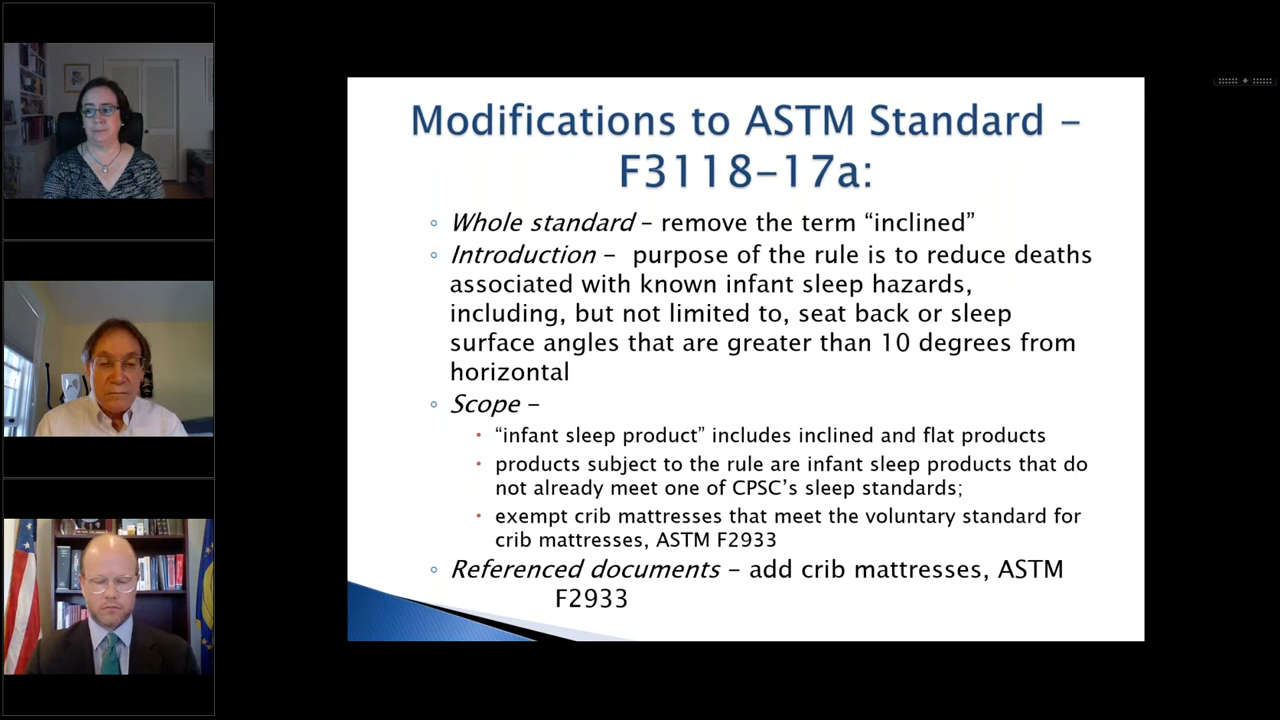 Modifications to ASTM Standard –
F3118-17a:
◦ Whole standard – remove the term “inclined”
◦ Introduction – purpose of the rule is to reduce deaths
associated with known infant sleep hazards,
including, but not limited to, seat back or sleep
surface angles that are greater than 10 degrees from
horizontal
◦ Scope –
• “infant sleep product” includes inclined and flat products
• products subject to the rule are infant sleep products that do
not already meet one of CPSC’s sleep standards;
• exempt crib mattresses that meet the voluntary standard for
crib mattresses, ASTM F2933
◦ Referenced documents – add crib mattresses, ASTM
F2933